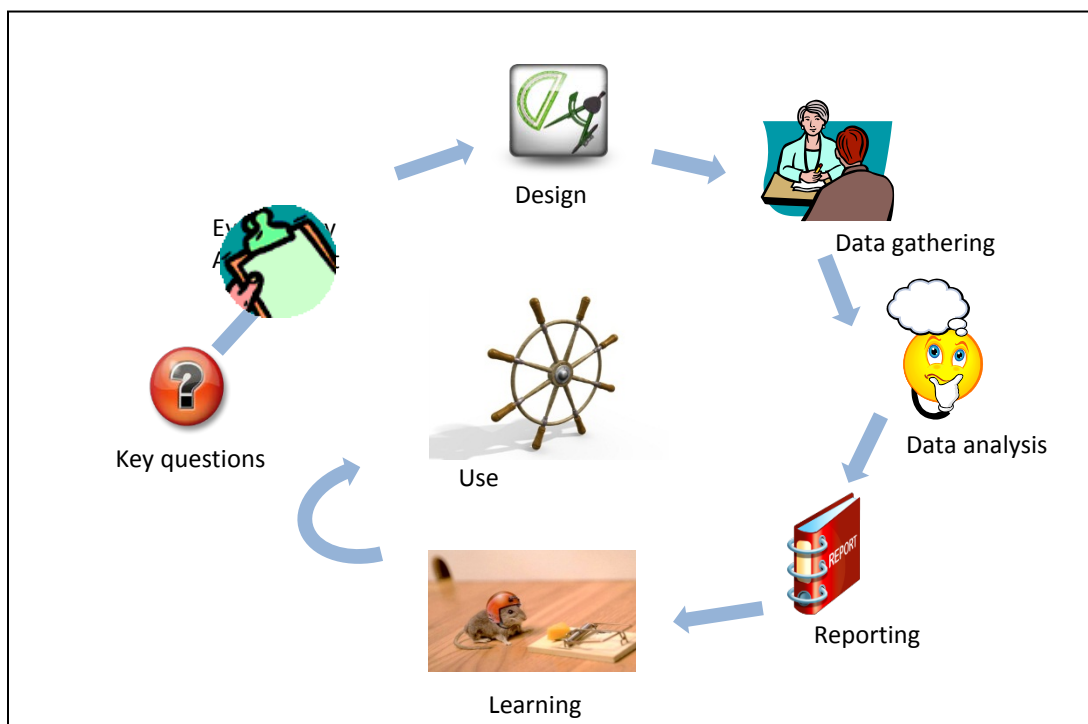 Design
Data gathering
Key questions
Use
Data analysis
REPORT
Reporting
Learning